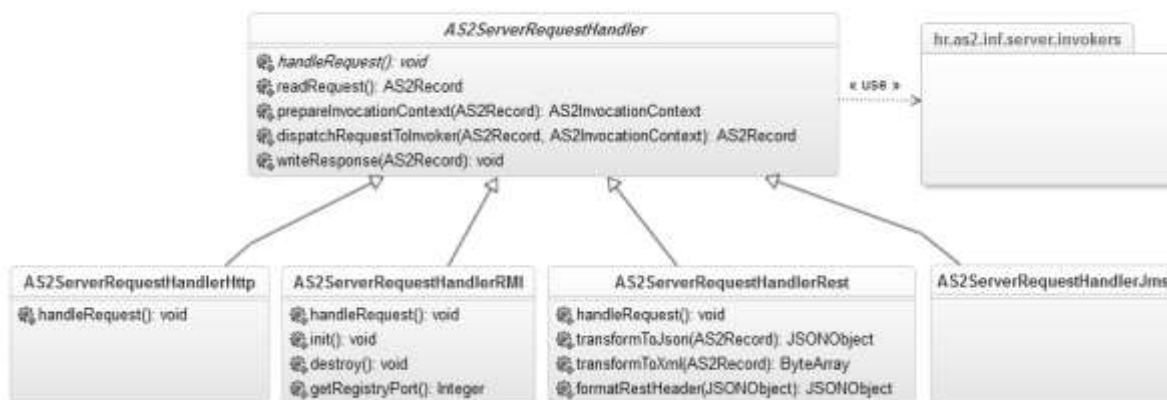 AS2ServerRequestHandler
handleRequest(): void
readRequest(): AS2Record
prepareInvocationContext(AS2Record): AS2InvocationContext
dispatchRequestToInvoker(AS2Record, AS2InvocationContext): AS2Record
writeResponse(AS2Record): void
« use »
hr.as2.inf.server.invokers
AS2ServerRequestHandlerHttp
handleRequest(): void
AS2ServerRequestHandlerRMI
handleRequest(): void
init(): void
destroy(): void
getRegistryPort(): Integer
AS2ServerRequestHandlerRest
handleRequest(): void
transformToJson(AS2Record): JSONObject
transformToXml(AS2Record): ByteArray
formatRestHeader(JSONObject): JSONObject
AS2ServerRequestHandlerJms